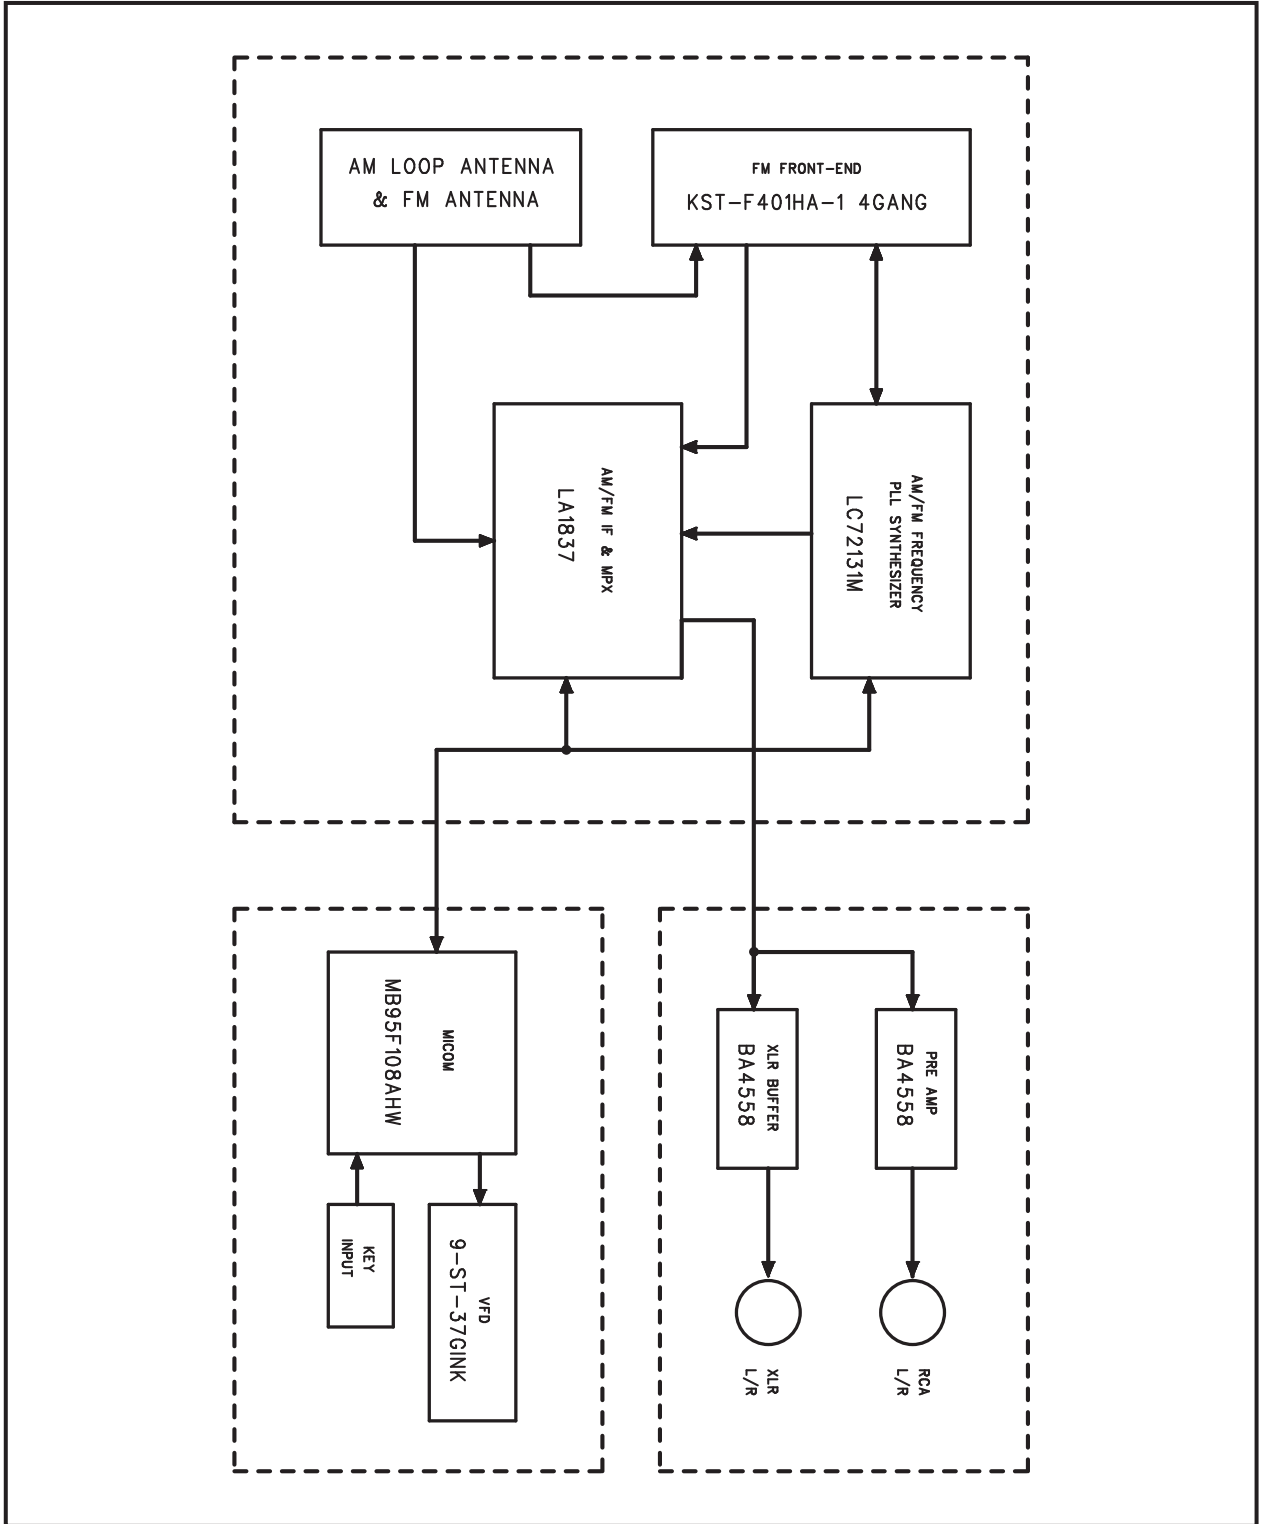 AM LOOP ANTENNA
& FM ANTENNA
FM FRONT-END
KST-F401HA-1 4GANG
AM/FM IF & MPX
LA1837
AM/FM FREQUENCY
PLL SYNTHESIZER
LC72131M
MICOM
MB95F108AHW
KEY
INPUT
VFD
9-ST-37GINK
XLR BUFFER
BA4558
PRE AMP
BA4558
XLR
L/R
RCA
L/R